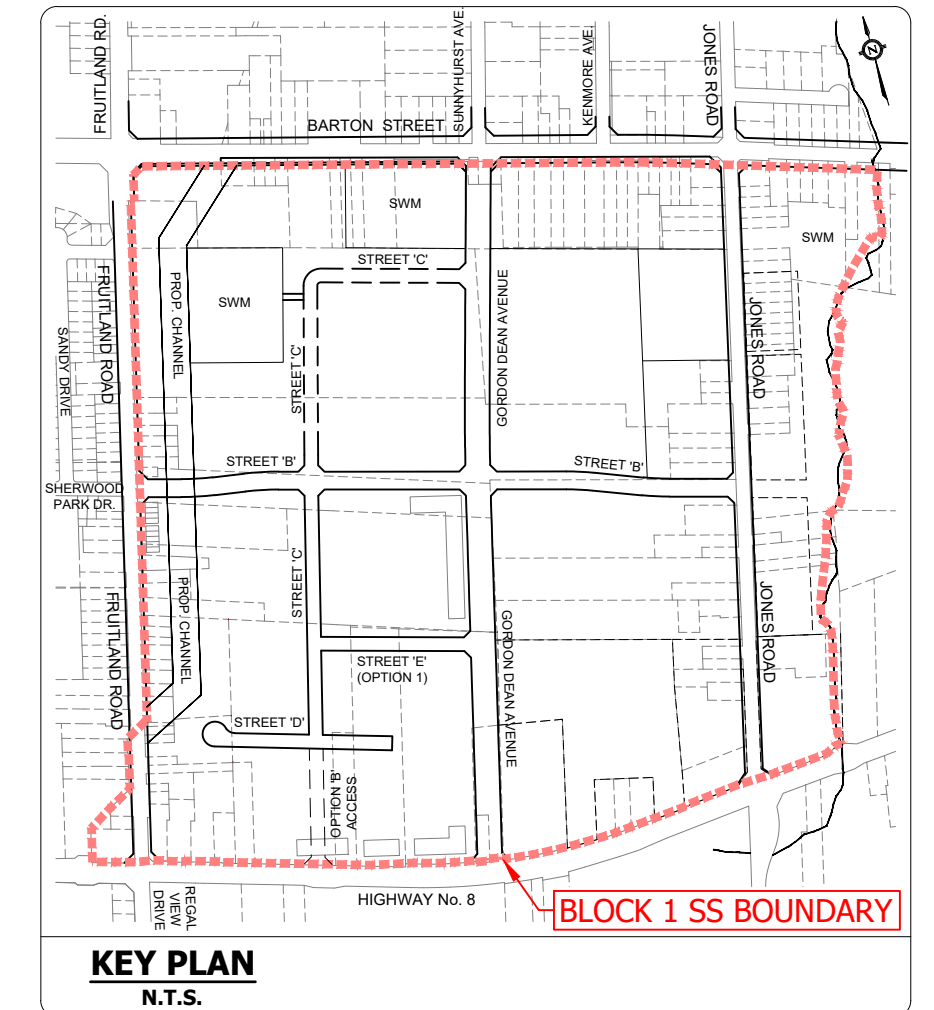 FRUITLAND RD.
SUNNYHURST AVE.
KENMORE AVE.
JONES ROAD
Z
BARTON STREET
SWM
SWM
STREET 'C'
SWM
PROP. CHANNEL
FRUITLAND ROAD
SANDY DRIVE
STREET 'C'
GORDON DEAN AVENUE
JONES ROAD
STREET 'B'
STREET 'B'
SHERWOOD
PARK DR.
STREET 'C'
PROP. CHANNEL
FRUITLAND ROAD
GORDON DEAN AVENUE
JONES ROAD
STREET 'E'
(OPTION 1)
STREET 'D'
OPTION 'B'
ACCESS
HIGHWAY No. 8
REGAL
VIEW
DRIVE
BLOCK 1 SS BOUNDARY
KEY PLAN
N.T.S.